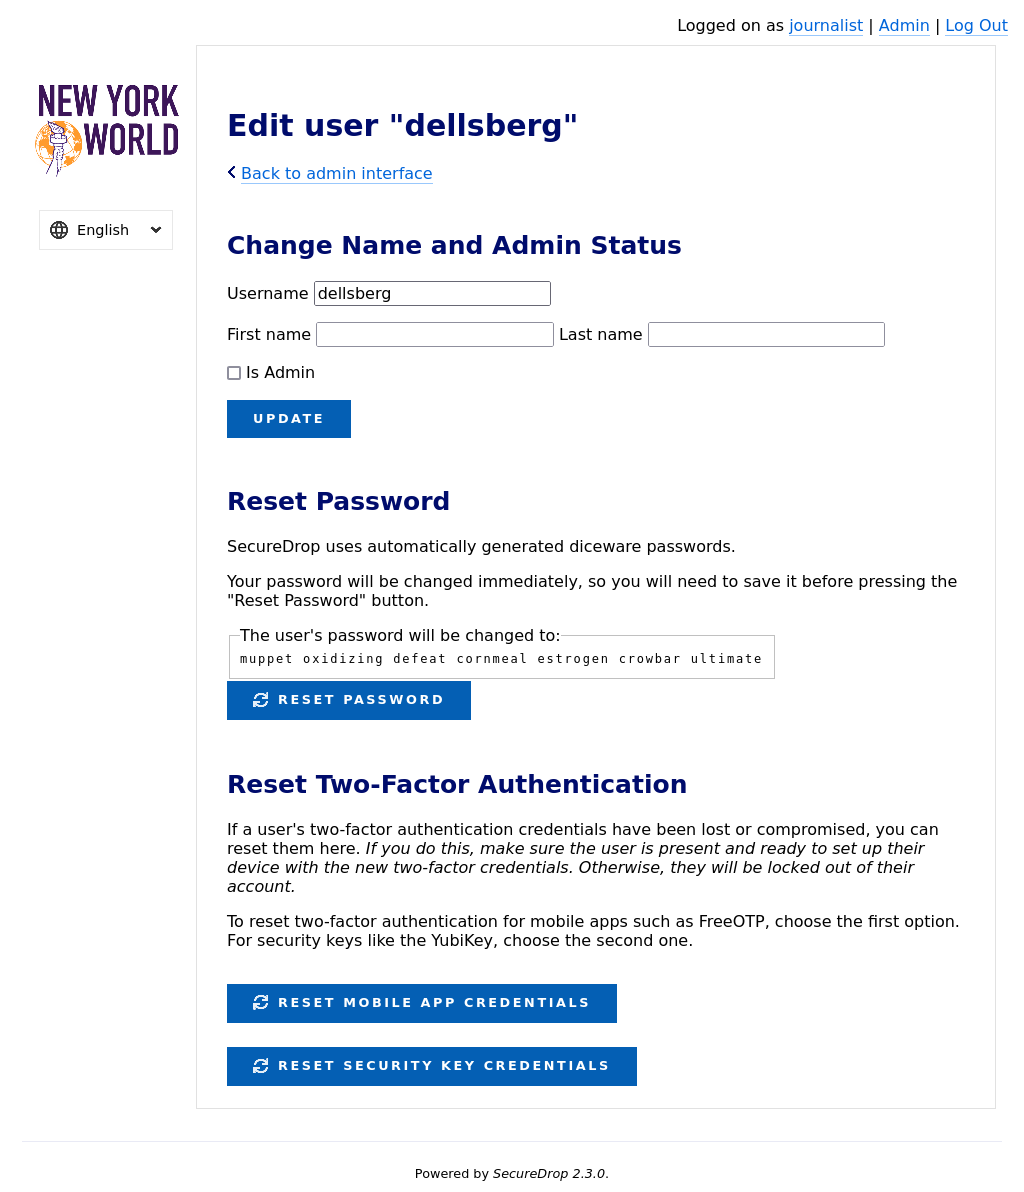 Logged on as journalist | Admin | Log Out
NEW YORK
WORLD
English
Edit user "dellsberg"
Back to admin interface
Change Name and Admin Status
Username dellsberg
First name Last name
Is Admin
UPDATE
Reset Password
SecureDrop uses automatically generated diceware passwords.
Your password will be changed immediately, so you will need to save it before pressing the
"Reset Password" button.
The user's password will be changed to:
muppet oxidizing defeat cornmeal estrogen crowbar ultimate
RESET PASSWORD
Reset Two-Factor Authentication
If a user's two-factor authentication credentials have been lost or compromised, you can
reset them here. If you do this, make sure the user is present and ready to set up their
device with the new two-factor credentials. Otherwise, they will be locked out of their
account.
To reset two-factor authentication for mobile apps such as FreeOTP, choose the first option.
For security keys like the YubiKey, choose the second one.
RESET MOBILE APP CREDENTIALS
RESET SECURITY KEY CREDENTIALS
Powered by SecureDrop 2.3.0.